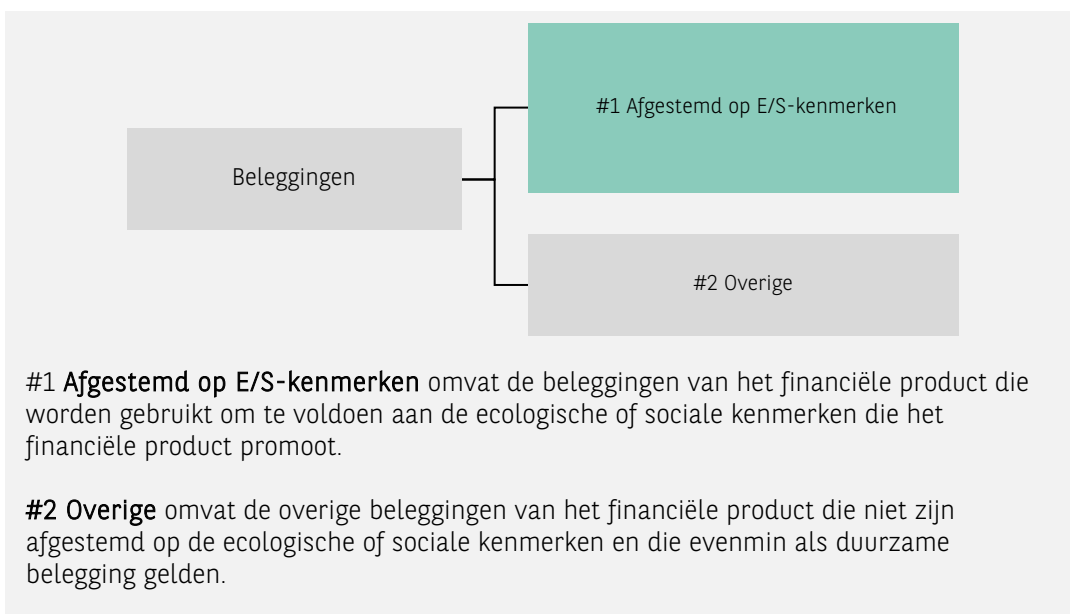 #1 Afgestemd op E/S-kenmerken
Beleggingen
#2 Overige
#1 Afgestemd op E/S-kenmerken omvat de beleggingen van het financiële product die
worden gebruikt om te voldoen aan de ecologische of sociale kenmerken die het
financiële product promoot.
#2 Overige omvat de overige beleggingen van het financiële product die niet zijn
afgestemd op de ecologische of sociale kenmerken en die evenmin als duurzame
belegging gelden.